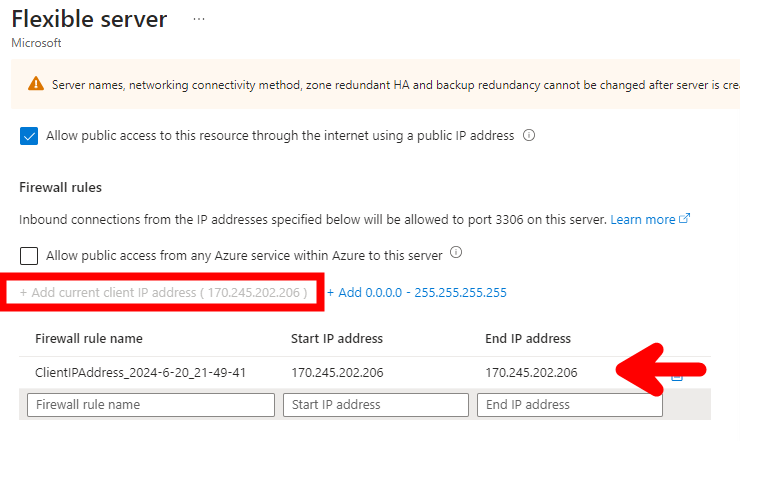 Flexible server ...
Microsoft
Server names, networking connectivity method, zone redundant HA and backup redundancy cannot be changed after server is
Allow public access to this resource through the internet using a public IP address
Firewall rules
Inbound connections from the IP addresses specified below will be allowed to port 3306 on this server. Learn more
Allow public access from any Azure service within Azure to this server
+ Add current client IP address ( 170.245.202.206 ) + Add 0.0.0.0 - 255.255.255.255
Firewall rule name Start IP address End IP address
ClientIPAddress_2024-6-20_21-49-41 170.245.202.206 170.245.202.206
Firewall rule name Start IP address End IP address